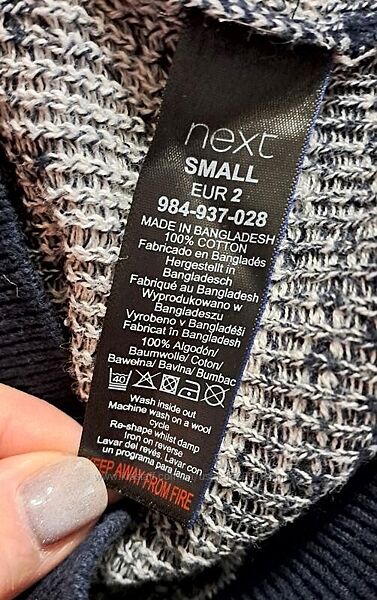 next
SMALL
EUR 2
984-937-028
MADE IN BANGLADESH
100% COTTON
Fabricado en Bangladés
Hergestellt in
Bangladesch
Fabriqué au Bangladesh
Wyprodukowano w
Bangladeszu
Vyrobeno v Bangladéši
Fabricat în Bangladesh
100% Algodón/
Baumwolle/ Coton/
Bawełna/ Bavlna/ Bumbac
40
Wash inside out
Machine wash on a wool
cycle
Re-shape whilst damp
Iron on reverse
Lavar del revés. Lavar con
un programa para lana.
EEP AWAY FROM FIRE